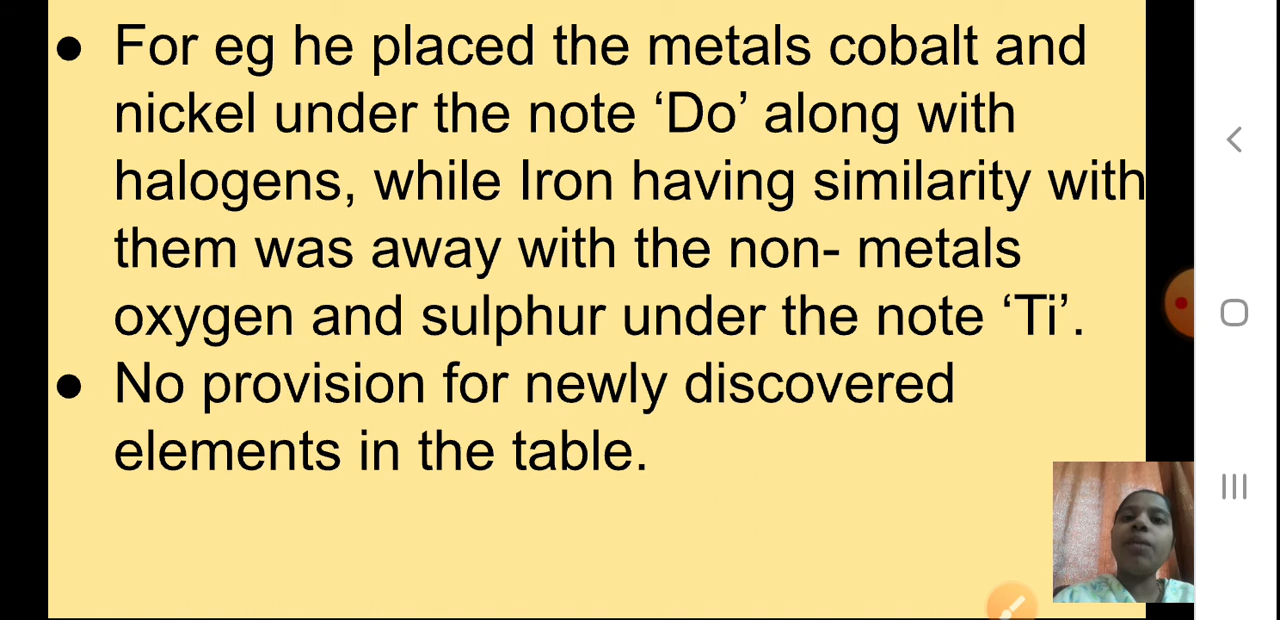 ● For eg he placed the metals cobalt and
nickel under the note ‘Do’ along with
halogens, while Iron having similarity with
them was away with the non- metals
oxygen and sulphur under the note ‘Ti’.
● No provision for newly discovered
elements in the table.